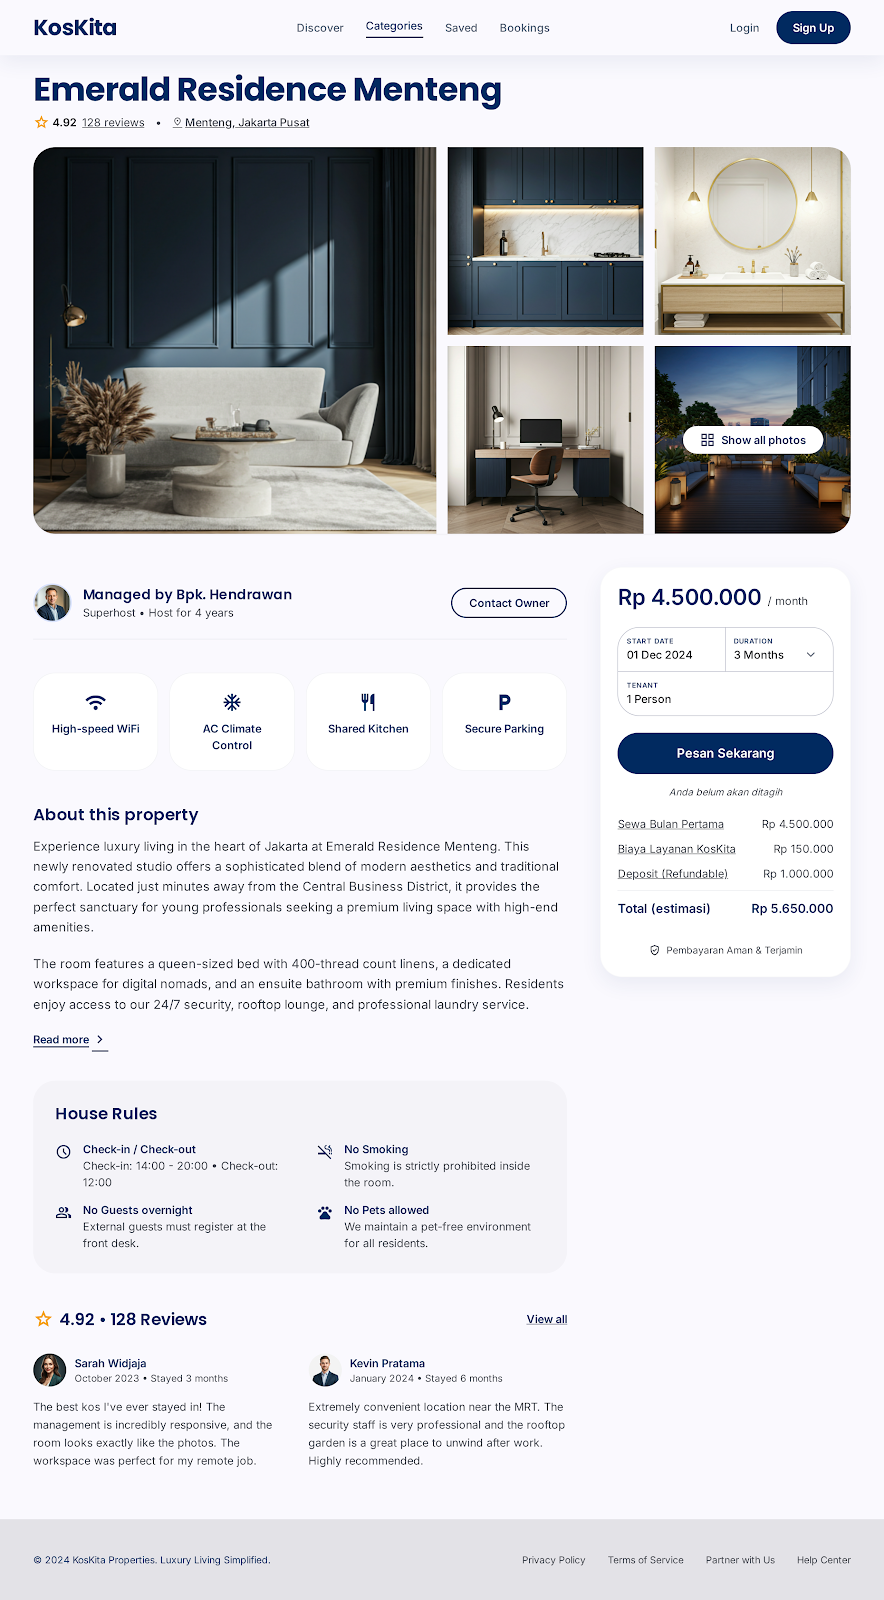 KosKita
Discover Categories Saved Bookings
Login Sign Up
Emerald Residence Menteng
4.92 128 reviews • Menteng, Jakarta Pusat
Show all photos
Managed by Bpk. Hendrawan
Superhost • Host for 4 years
Contact Owner
High-speed WiFi
AC Climate
Control
Shared Kitchen
Secure Parking
About this property
Experience luxury living in the heart of Jakarta at Emerald Residence Menteng. This
newly renovated studio offers a sophisticated blend of modern aesthetics and traditional
comfort. Located just minutes away from the Central Business District, it provides the
perfect sanctuary for young professionals seeking a premium living space with high-end
amenities.
The room features a queen-sized bed with 400-thread count linens, a dedicated
workspace for digital nomads, and an ensuite bathroom with premium finishes. Residents
enjoy access to our 24/7 security, rooftop lounge, and professional laundry service.
Read more
Rp 4.500.000 / month
START DATE
01 Dec 2024
DURATION
3 Months
TENANT
1 Person
Pesan Sekarang
Anda belum akan ditagih
Sewa Bulan Pertama Rp 4.500.000
Biaya Layanan KosKita Rp 150.000
Deposit (Refundable) Rp 1.000.000
Total (estimasi) Rp 5.650.000
Pembayaran Aman & Terjamin
House Rules
Check-in / Check-out
Check-in: 14:00 - 20:00 • Check-out:
12:00
No Smoking
Smoking is strictly prohibited inside
the room.
No Guests overnight
External guests must register at the
front desk.
No Pets allowed
We maintain a pet-free environment
for all residents.
4.92 • 128 Reviews
View all
Sarah Widjaja
October 2023 • Stayed 3 months
The best kos I've ever stayed in! The
management is incredibly responsive, and the
room looks exactly like the photos. The
workspace was perfect for my remote job.
Kevin Pratama
January 2024 • Stayed 6 months
Extremely convenient location near the MRT. The
security staff is very professional and the rooftop
garden is a great place to unwind after work.
Highly recommended.
© 2024 KosKita Properties. Luxury Living Simplified.
Privacy Policy Terms of Service Partner with Us Help Center